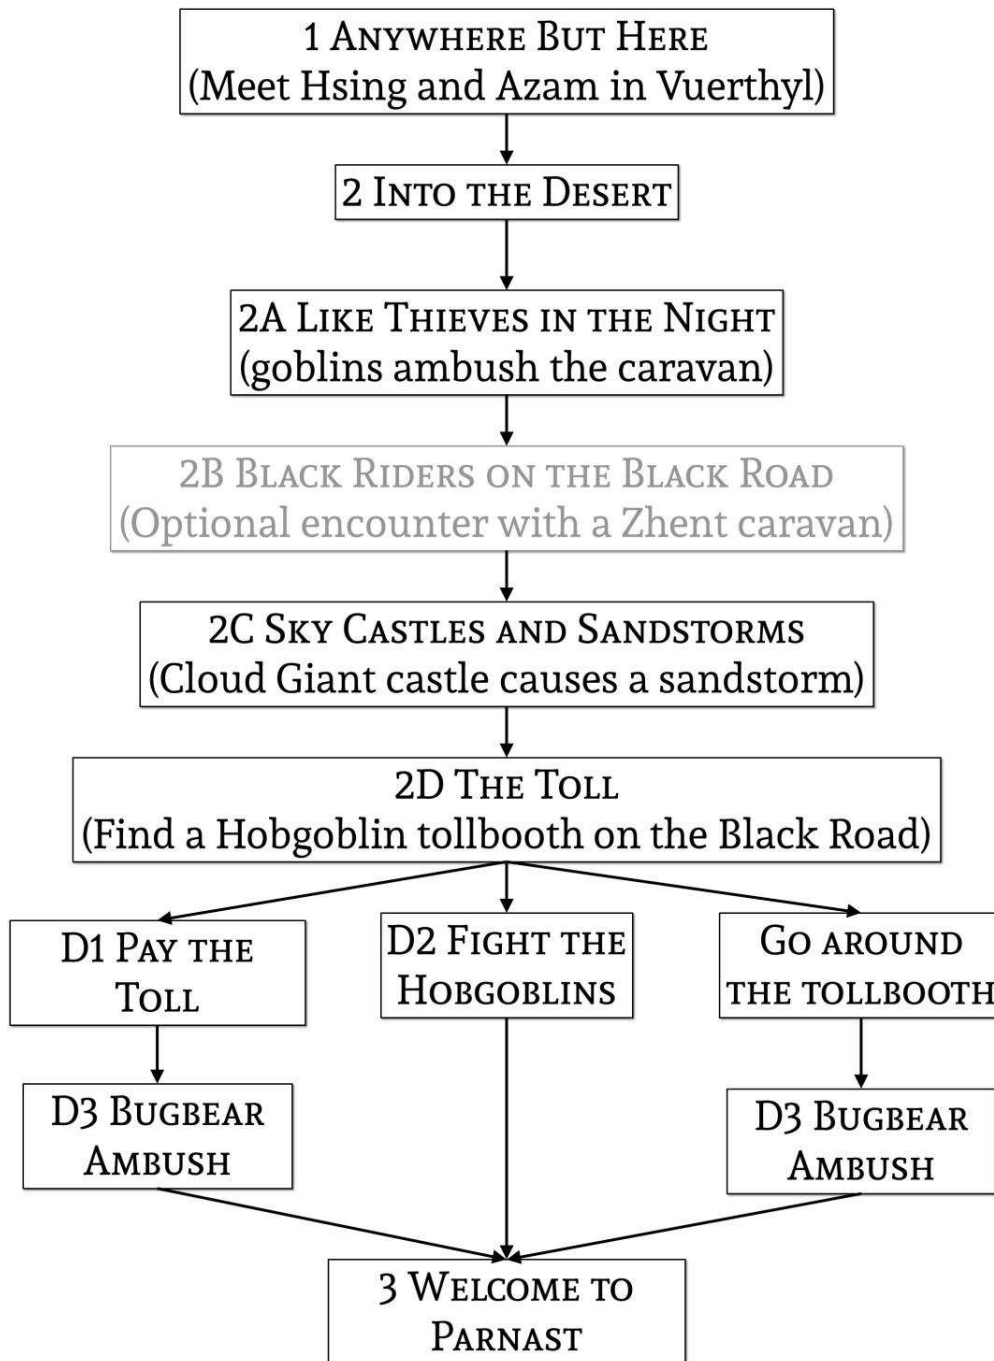 1 ANYWHERE BUT HERE
(Meet Hsing and Azam in Vuerthyl)
2 INTO THE DESERT
2A LIKE THIEVES IN THE NIGHT
(goblins ambush the caravan)
2B BLACK RIDERS ON THE BLACK ROAD
(Optional encounter with a Zhent caravan)
2C SKY CASTLES AND SANDSTORMS
(Cloud Giant castle causes a sandstorm)
2D THE TOLL
(Find a Hobgoblin tollbooth on the Black Road)
D1 PAY THE
TOLL
D2 FIGHT THE
HOBGOBLINS
GO AROUND
THE TOLLBOOTH
D3 BUGBEAR
AMBUSH
D3 BUGBEAR
AMBUSH
3 WELCOME TO
PARNAST